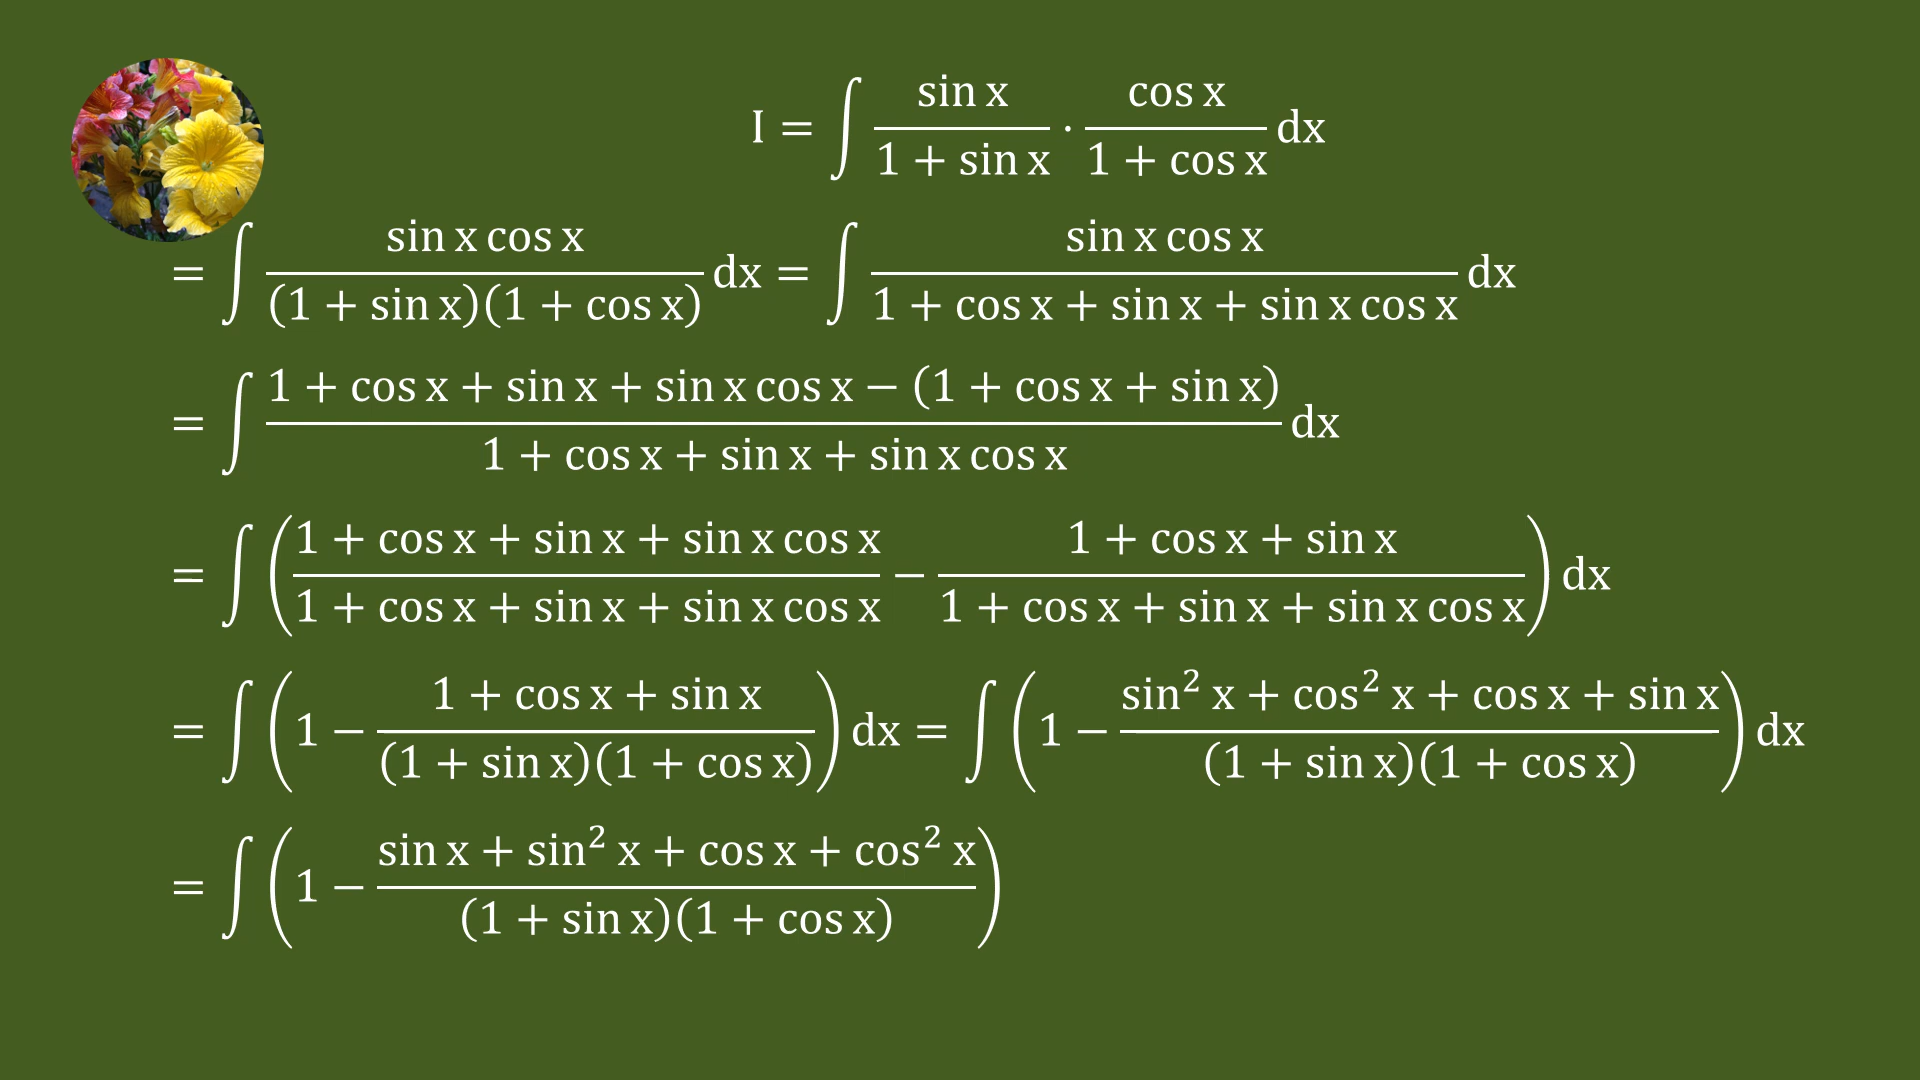 I = ∫ sin x / (1 + sin x) · cos x / (1 + cos x) dx
= ∫ sin x cos x / ((1 + sin x)(1 + cos x)) dx = ∫ sin x cos x / (1 + cos x + sin x + sin x cos x) dx
= ∫ (1 + cos x + sin x + sin x cos x − (1 + cos x + sin x)) / (1 + cos x + sin x + sin x cos x) dx
= ∫ ((1 + cos x + sin x + sin x cos x) / (1 + cos x + sin x + sin x cos x) − (1 + cos x + sin x) / (1 + cos x + sin x + sin x cos x)) dx
= ∫ (1 − (1 + cos x + sin x) / ((1 + sin x)(1 + cos x))) dx = ∫ (1 − (sin² x + cos² x + cos x + sin x) / ((1 + sin x)(1 + cos x))) dx
= ∫ (1 − (sin x + sin² x + cos x + cos² x) / ((1 + sin x)(1 + cos x)))